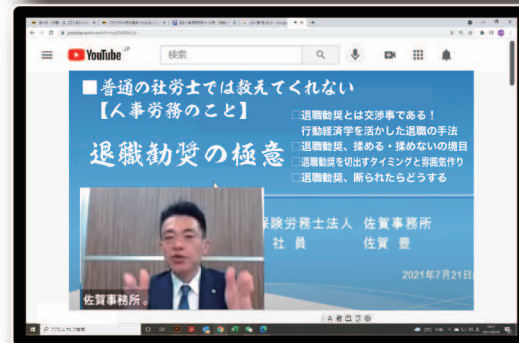 YouTube JP
検索
■普通の社労士では教えてくれない
【人事労務のこと】
退職勧奨の極意
□退職勧奨とは交渉事である！
行動経済学を活かした退職の手法
□退職勧奨、揉める・揉めないの境目
□退職勧奨を切出すタイミングと雰囲気作り
□退職勧奨、断られたらどうする
保険労務士法人 佐賀事務所
社員 佐賀 豊
2021年7月21日
佐賀事務所